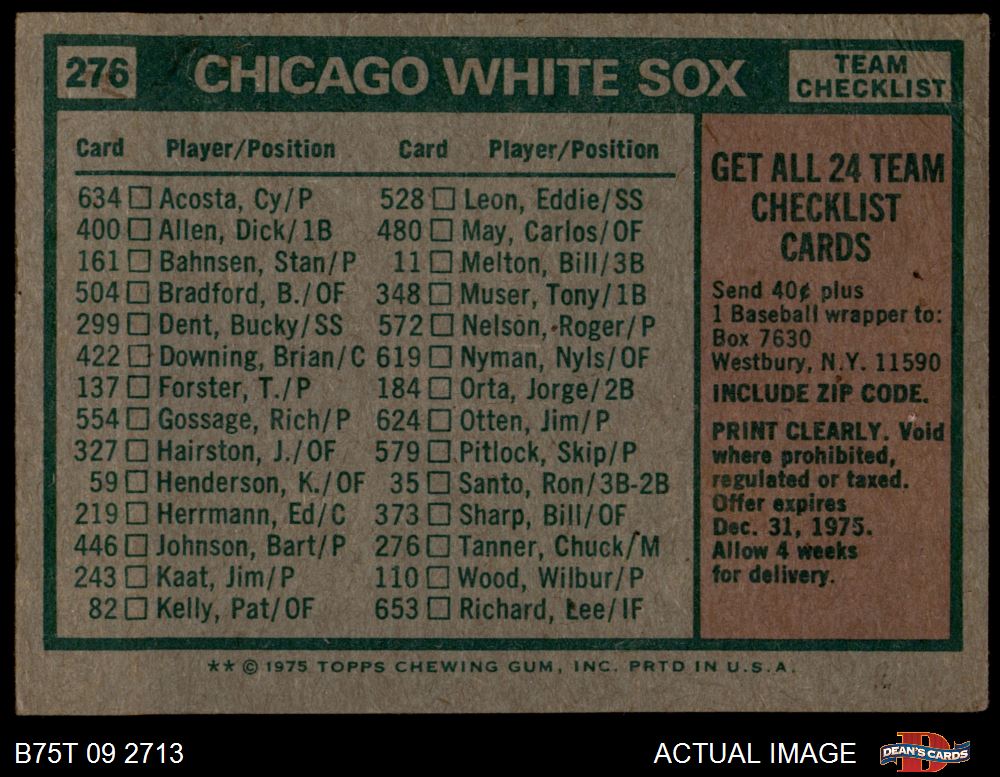 276 CHICAGO WHITE SOX TEAM CHECKLIST
Card Player/Position Card Player/Position
634 Acosta, Cy/P 528 Leon, Eddie/SS
400 Allen, Dick/1B 480 May, Carlos/OF
161 Bahnsen, Stan/P 11 Melton, Bill/3B
504 Bradford, B./OF 348 Muser, Tony/1B
299 Dent, Bucky/SS 572 Nelson, Roger/P
422 Downing, Brian/C 619 Nyman, Nyls/OF
137 Forster, T./P 184 Orta, Jorge/2B
554 Gossage, Rich/P 624 Otten, Jim/P
327 Hairston, J./OF 579 Pitlock, Skip/P
59 Henderson, K./OF 35 Santo, Ron/3B-2B
219 Herrmann, Ed/C 373 Sharp, Bill/OF
446 Johnson, Bart/P 276 Tanner, Chuck/M
243 Kaat, Jim/P 110 Wood, Wilbur/P
82 Kelly, Pat/OF 653 Richard, Lee/IF
GET ALL 24 TEAM
CHECKLIST
CARDS
Send 40¢ plus
1 Baseball wrapper to:
Box 7630
Westbury, N.Y. 11590
INCLUDE ZIP CODE.
PRINT CLEARLY. Void
where prohibited,
regulated or taxed.
Offer expires
Dec. 31, 1975.
Allow 4 weeks
for delivery.
** © 1975 TOPPS CHEWING GUM, INC. PRTD IN U.S.A.
B75T 09 2713 ACTUAL IMAGE DEAN'S CARDS